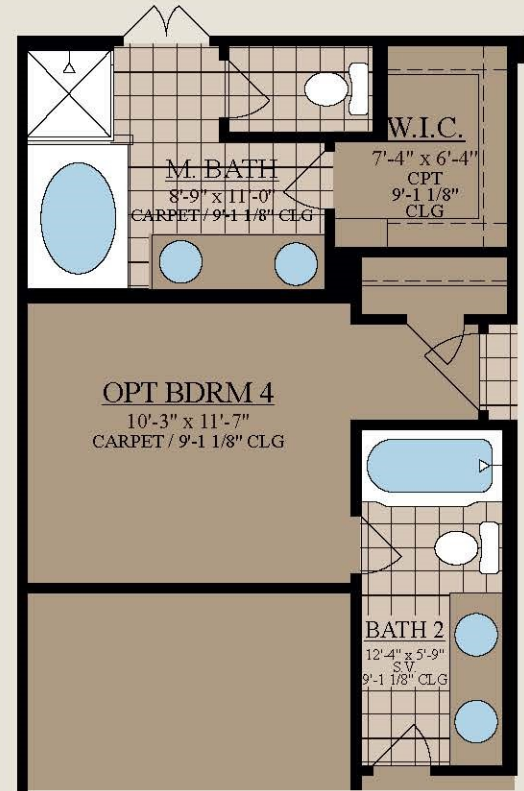 W.I.C.
7'-4" x 6'-4"
CPT
9'-1 1/8"
CLG
M. BATH
8'-9" x 11'-0"
CARPET / 9'-1 1/8" CLG
OPT BDRM 4
10'-3" x 11'-7"
CARPET / 9'-1 1/8" CLG
BATH 2
12'-4" x 5'-9"
S.V.
9'-1 1/8" CLG